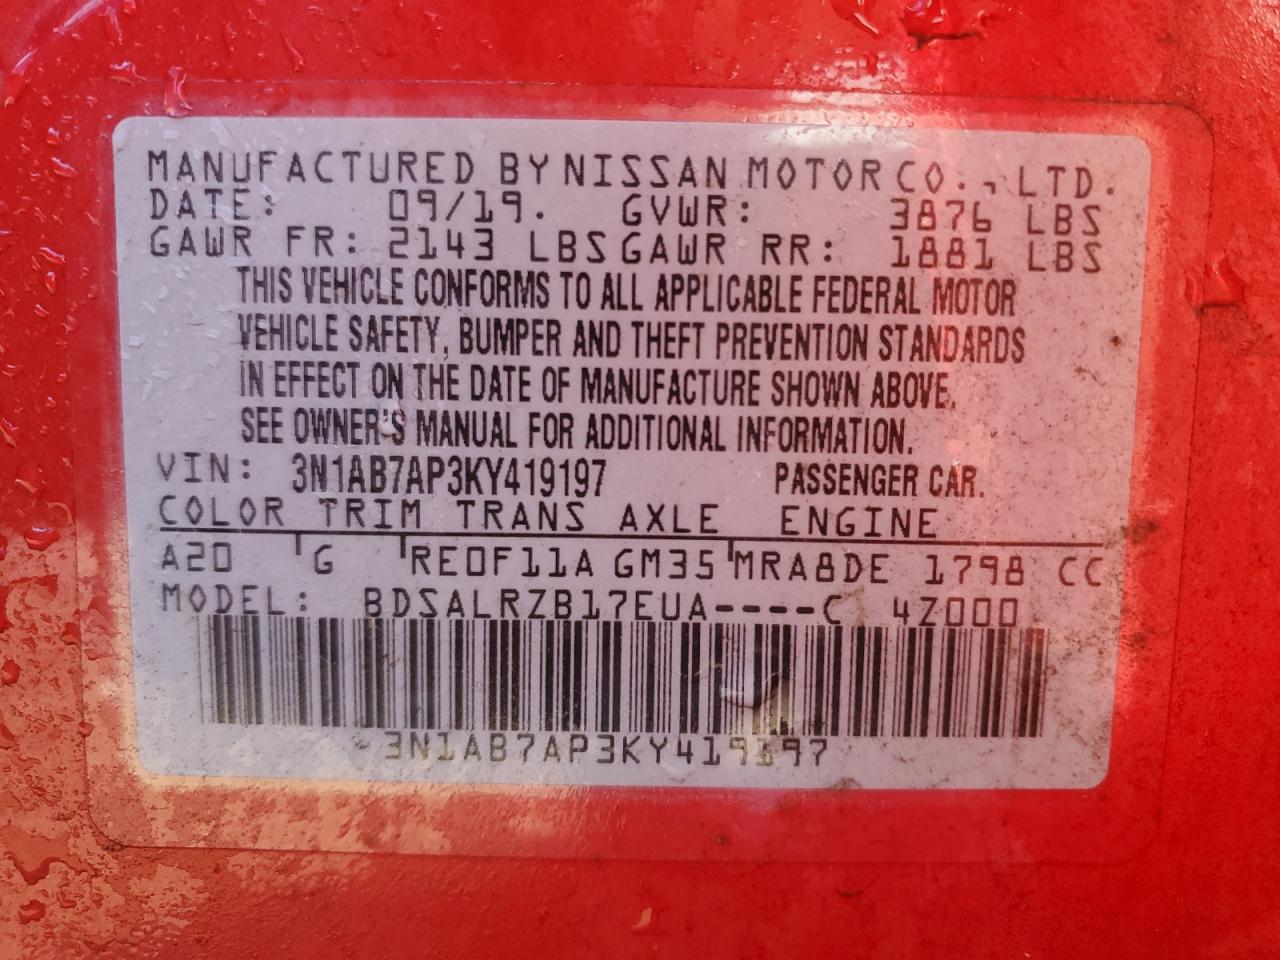 MANUFACTURED BY NISSAN MOTOR CO., LTD.
DATE: 09/19. GVWR: 3876 LBS
GAWR FR: 2143 LBS GAWR RR: 1881 LBS
THIS VEHICLE CONFORMS TO ALL APPLICABLE FEDERAL MOTOR
VEHICLE SAFETY, BUMPER AND THEFT PREVENTION STANDARDS
IN EFFECT ON THE DATE OF MANUFACTURE SHOWN ABOVE.
SEE OWNER'S MANUAL FOR ADDITIONAL INFORMATION.
VIN: 3N1AB7AP3KY419197 PASSENGER CAR.
COLOR TRIM TRANS AXLE ENGINE
A20 G RE0F11A GM35 MRA8DE 1798 CC
MODEL: BDSALRZB17EUA----C 4Z000
3N1AB7AP3KY419197